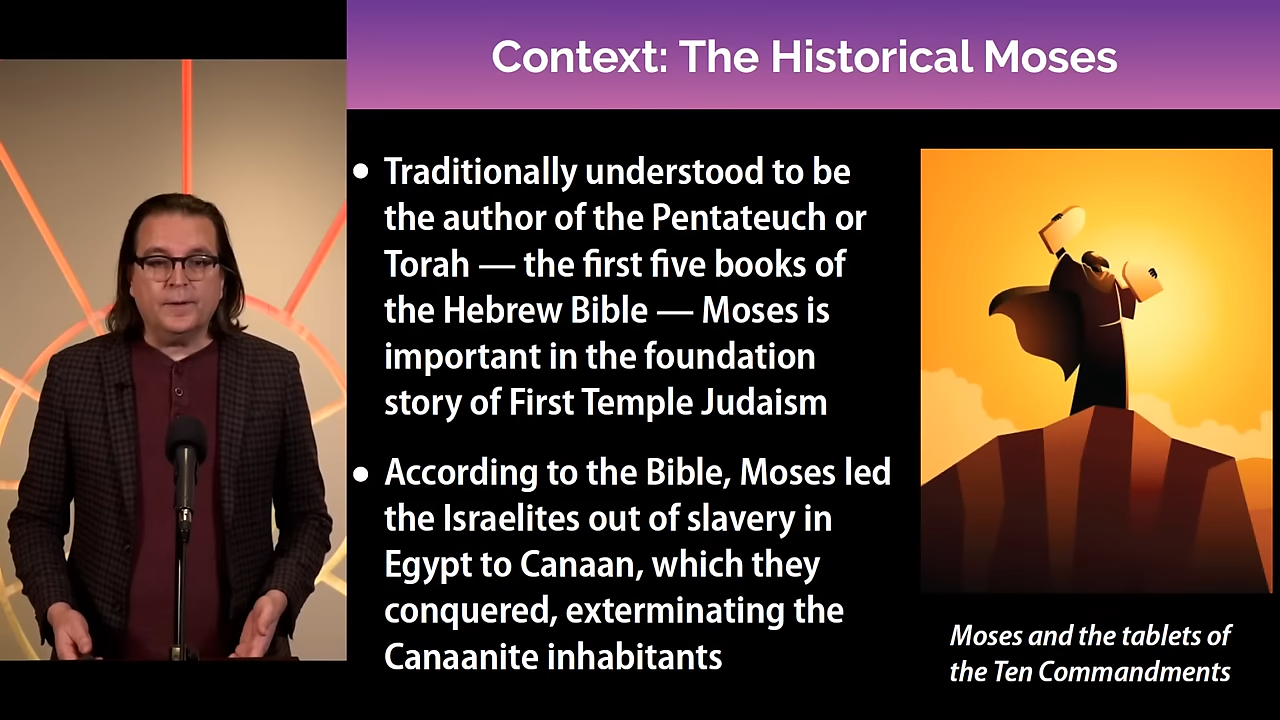 Context: The Historical Moses
• Traditionally understood to be
the author of the Pentateuch or
Torah — the first five books of
the Hebrew Bible — Moses is
important in the foundation
story of First Temple Judaism
• According to the Bible, Moses led
the Israelites out of slavery in
Egypt to Canaan, which they
conquered, exterminating the
Canaanite inhabitants
Moses and the tablets of
the Ten Commandments